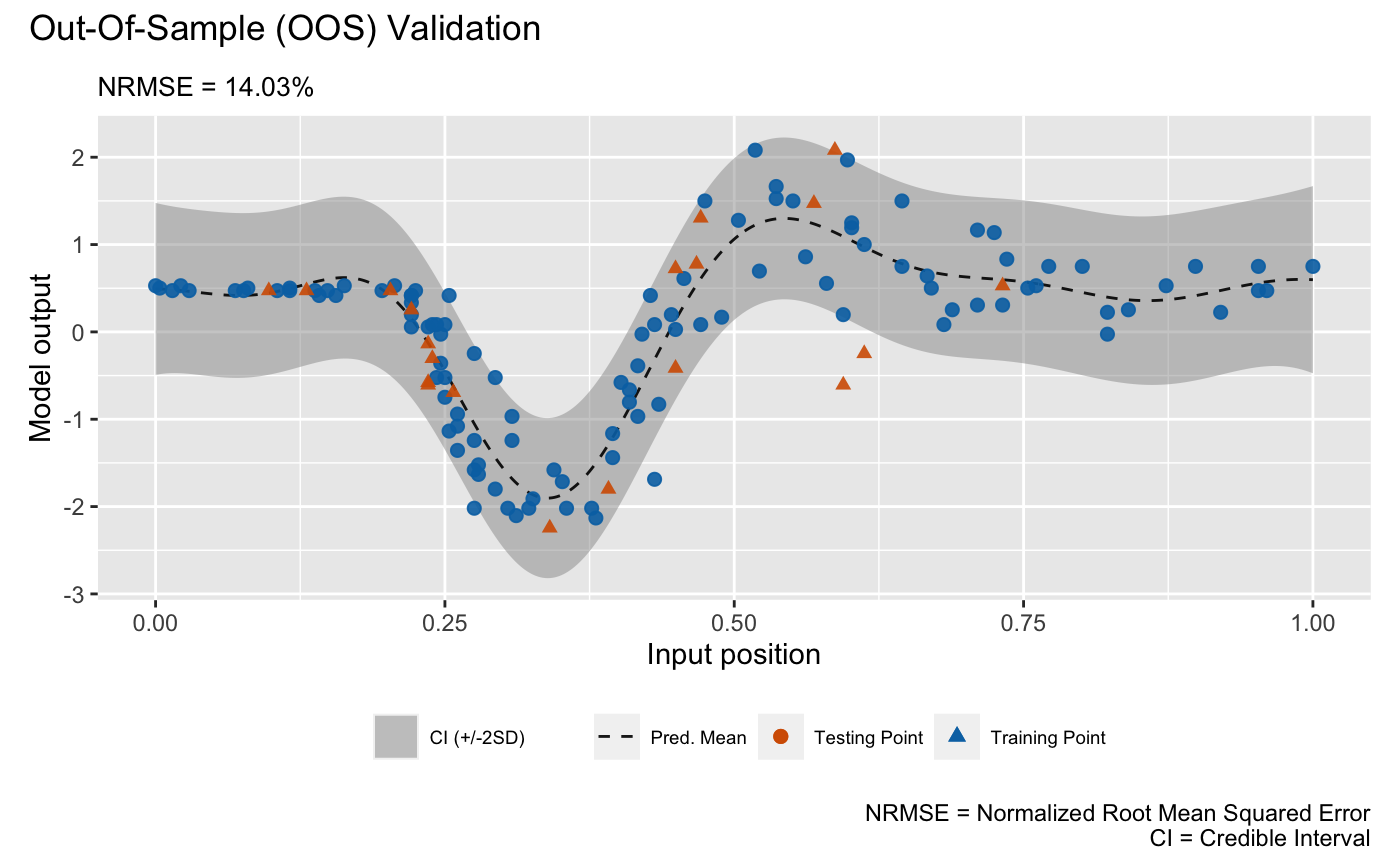 Out-Of-Sample (OOS) Validation
NRMSE = 14.03%
Model output
2
1
0
-1
-2
-3
0.00 0.25 0.50 0.75 1.00
Input position
CI (+/-2SD) Pred. Mean Testing Point Training Point
NRMSE = Normalized Root Mean Squared Error
CI = Credible Interval